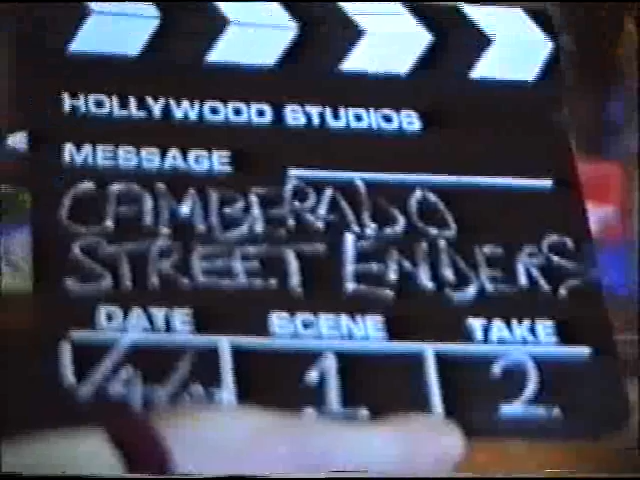 HOLLYWOOD STUDIOS
MESSAGE
CAMBERADO
STREET ENDERS
DATE SCENE TAKE
1 2